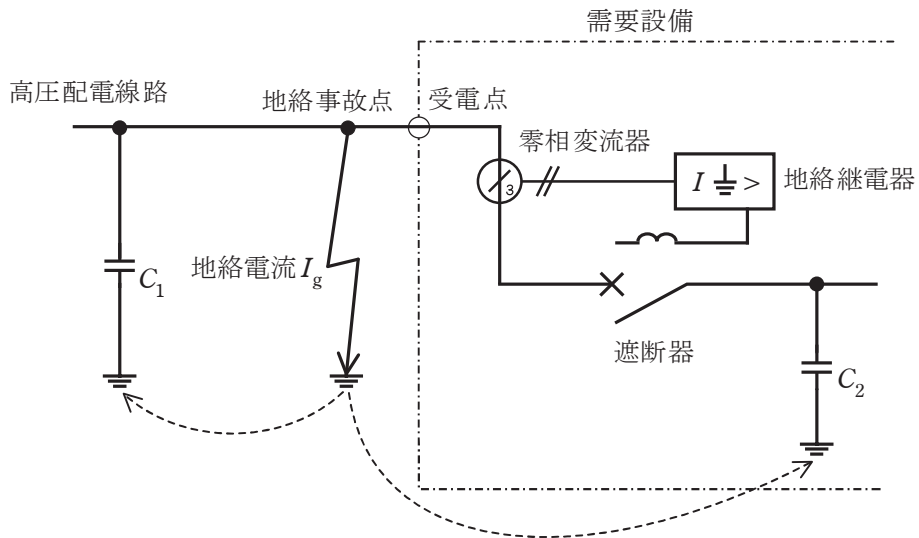 需要設備
高圧配電線路
地絡事故点
受電点
零相変流器
3
I >
地絡継電器
地絡電流 Ig
C1
遮断器
C2